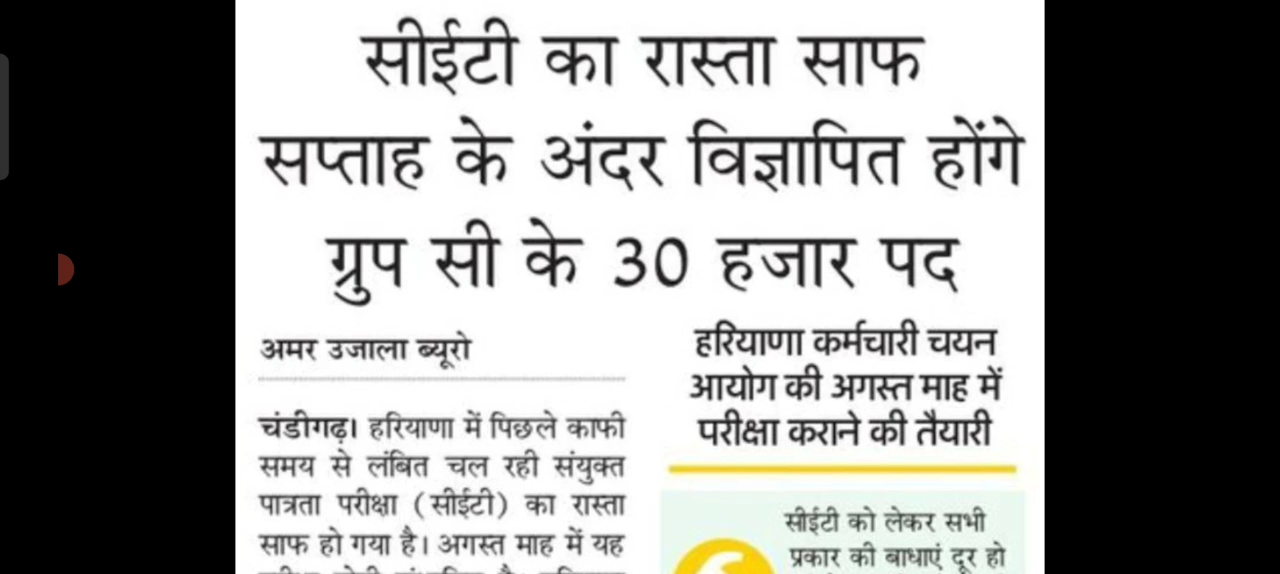 सीईटी का रास्ता साफ
सप्ताह के अंदर विज्ञापित होंगे
ग्रुप सी के 30 हजार पद
अमर उजाला ब्यूरो
चंडीगढ़। हरियाणा में पिछले काफी
समय से लंबित चल रही संयुक्त
पात्रता परीक्षा (सीईटी) का रास्ता
साफ हो गया है। अगस्त माह में यह
हरियाणा कर्मचारी चयन
आयोग की अगस्त माह में
परीक्षा कराने की तैयारी
सीईटी को लेकर सभी
प्रकार की बाधाएं दूर हो